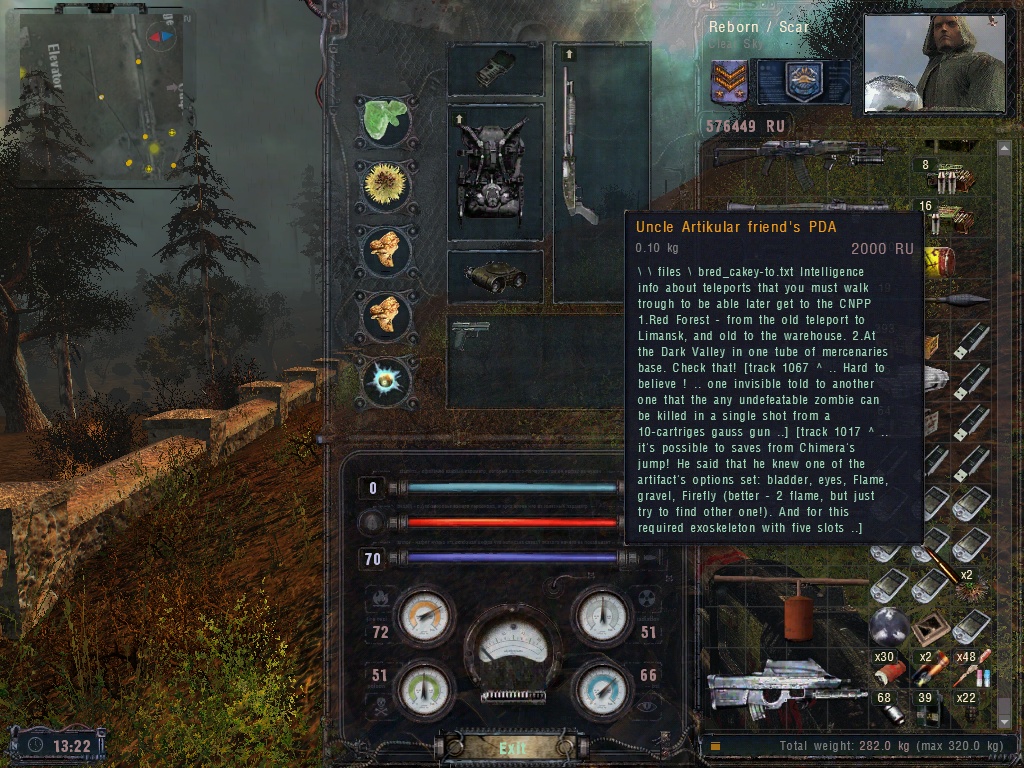 Elevator
Reborn / Scar
Clear Sky
576449 RU
8
16
Uncle Artikular friend's PDA
0.10 kg
2000 RU
\ \ files \ bred_cakey-to.txt Intelligence
info about teleports that you must walk
trough to be able later get to the CNPP
1.Red Forest - from the old teleport to
Limansk, and old to the warehouse. 2.At
the Dark Valley in one tube of mercenaries
base. Check that! [track 1067 ^ .. Hard to
believe ! .. one invisible told to another
one that the any undefeatable zombie can
be killed in a single shot from a
10-cartriges gauss gun ..] [track 1017 ^ ..
it's possible to saves from Chimera's
jump! He said that he knew one of the
artifact's options set: bladder, eyes, Flame,
gravel, Firefly (better - 2 flame, but just
try to find other one!). And for this
required exoskeleton with five slots ..]
0
70
x2
72
51
51
66
x30
x2
x48
68
39
x22
13:22
Exit
Total weight: 282.0 kg (max 320.0 kg)